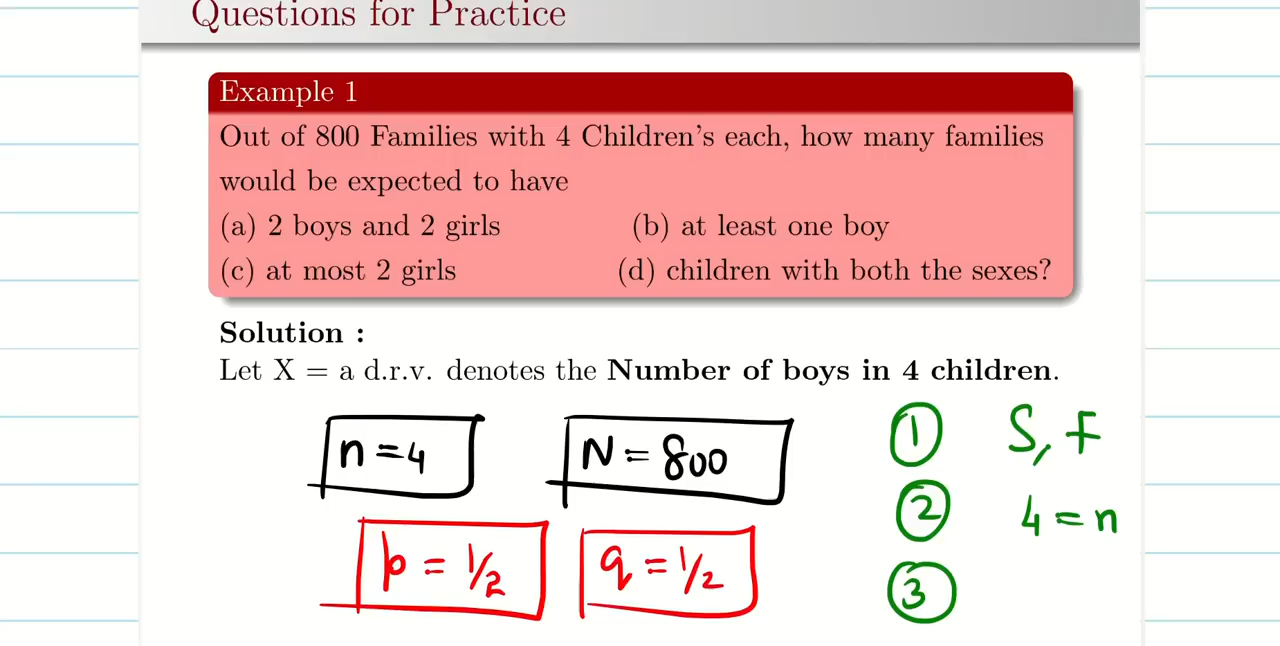 Questions for Practice
Example 1
Out of 800 Families with 4 Children's each, how many families
would be expected to have
(a) 2 boys and 2 girls (b) at least one boy
(c) at most 2 girls (d) children with both the sexes?
Solution :
Let X = a d.r.v. denotes the Number of boys in 4 children.
n = 4 N = 800 1 S, F
2 4 = n
p = 1/2 q = 1/2 3